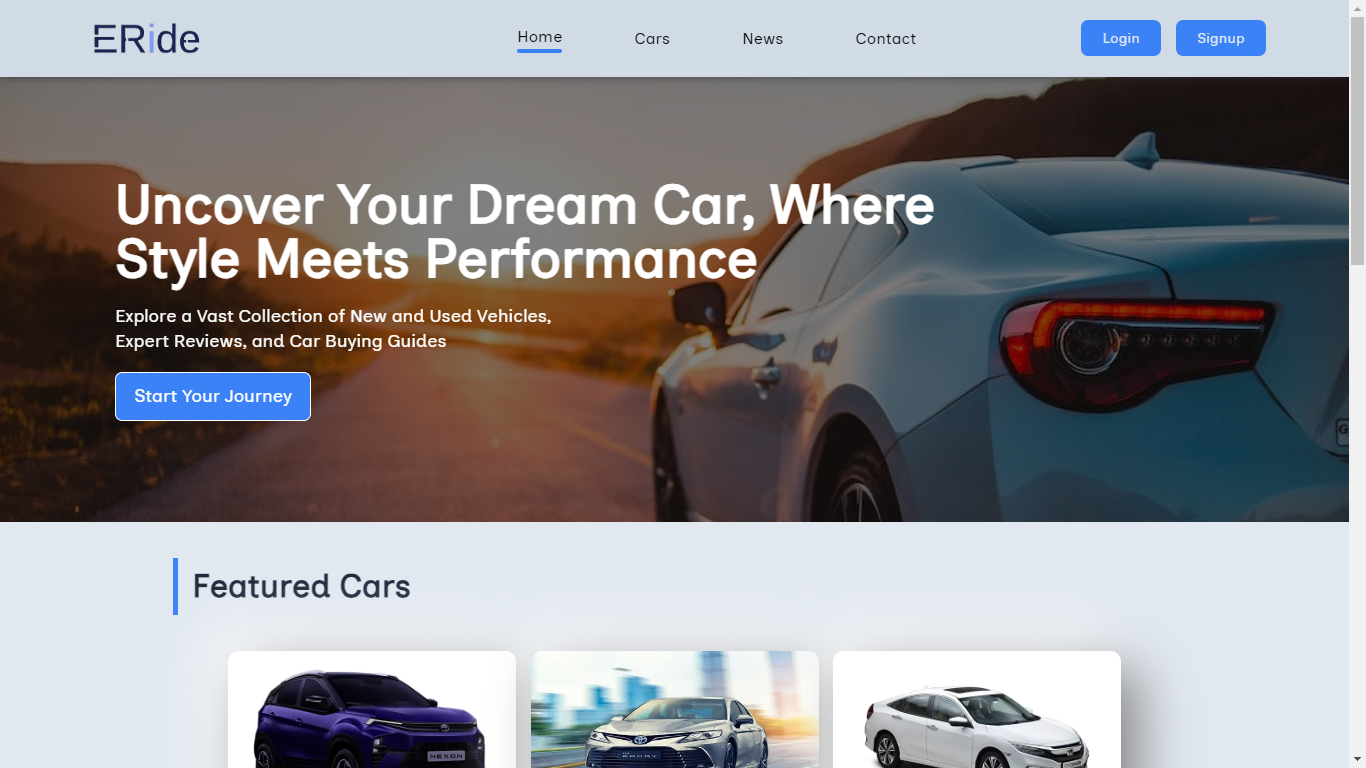 ERide
Home
Cars
News
Contact
Login
Signup
Uncover Your Dream Car, Where
Style Meets Performance
Explore a Vast Collection of New and Used Vehicles,
Expert Reviews, and Car Buying Guides
Start Your Journey
Featured Cars
NEXON